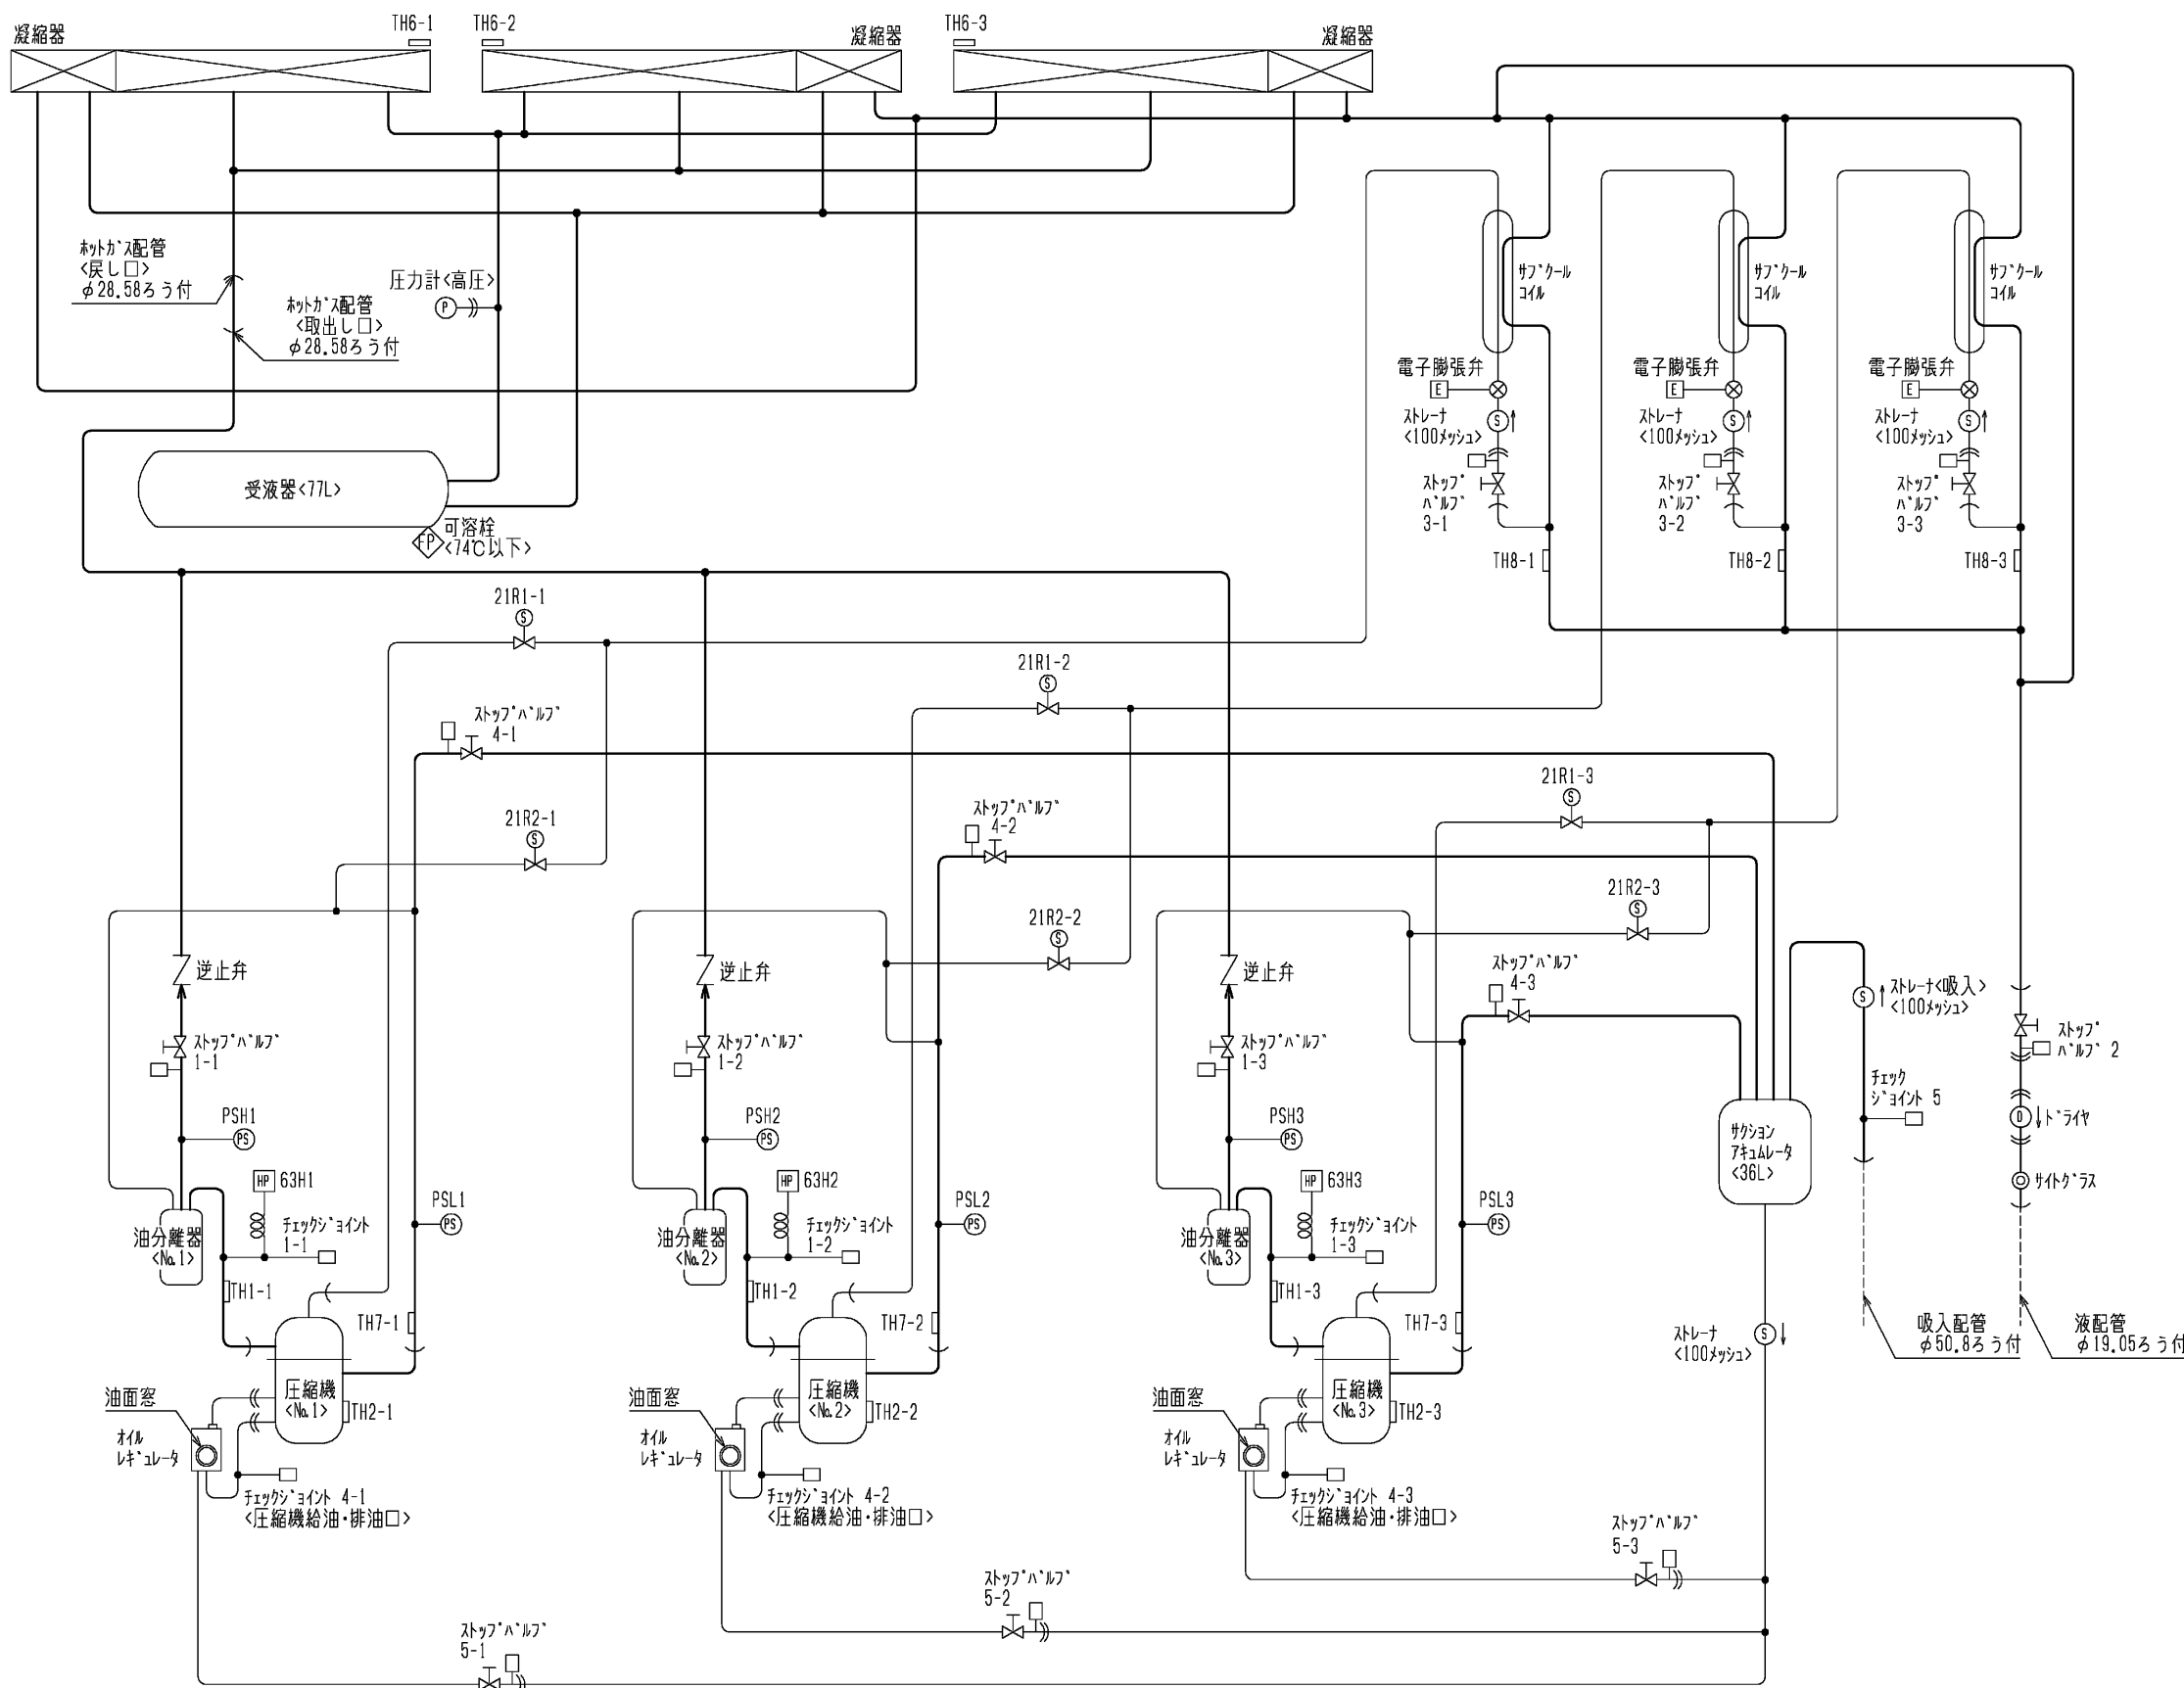 凝縮器
TH6-1
TH6-2
凝縮器
TH6-3
凝縮器
ﾎｯﾄｶﾞｽ配管
<戻し口>
φ28.58ろう付
ﾎｯﾄｶﾞｽ配管
<取出し口>
φ28.58ろう付
圧力計<高圧>
P
受液器<77L>
FP
可溶栓
<74℃以下>
ｻﾌﾞｸｰﾙ
ｺｲﾙ
ｻﾌﾞｸｰﾙ
ｺｲﾙ
ｻﾌﾞｸｰﾙ
ｺｲﾙ
電子膨張弁
E
ｽﾄﾚｰﾅ
<100ﾒｯｼｭ>
S
ｽﾄｯﾌﾟ
ﾊﾞﾙﾌﾞ
3-1
TH8-1
電子膨張弁
E
ｽﾄﾚｰﾅ
<100ﾒｯｼｭ>
S
ｽﾄｯﾌﾟ
ﾊﾞﾙﾌﾞ
3-2
TH8-2
電子膨張弁
E
ｽﾄﾚｰﾅ
<100ﾒｯｼｭ>
S
ｽﾄｯﾌﾟ
ﾊﾞﾙﾌﾞ
3-3
TH8-3
21R1-1
S
21R1-2
S
ｽﾄｯﾌﾟﾊﾞﾙﾌﾞ
4-1
21R1-3
S
21R2-1
S
ｽﾄｯﾌﾟﾊﾞﾙﾌﾞ
4-2
21R2-2
S
21R2-3
S
ｽﾄｯﾌﾟﾊﾞﾙﾌﾞ
4-3
逆止弁
逆止弁
逆止弁
ｽﾄｯﾌﾟﾊﾞﾙﾌﾞ
1-1
ｽﾄｯﾌﾟﾊﾞﾙﾌﾞ
1-2
ｽﾄｯﾌﾟﾊﾞﾙﾌﾞ
1-3
S
ｽﾄﾚｰﾅ<吸入>
<100ﾒｯｼｭ>
ｽﾄｯﾌﾟ
ﾊﾞﾙﾌﾞ 2
ﾁｪｯｸ
ｼﾞｮｲﾝﾄ 5
D
ﾄﾞﾗｲﾔ
ｻｲﾄｸﾞﾗｽ
ｻｸｼｮﾝ
ｱｷｭﾑﾚｰﾀ
<36L>
PSH1
PS
PSH2
PS
PSH3
PS
HP
63H1
HP
63H2
HP
63H3
PSL1
PS
PSL2
PS
PSL3
PS
油分離器
<No.1>
ﾁｪｯｸｼﾞｮｲﾝﾄ
1-1
油分離器
<No.2>
ﾁｪｯｸｼﾞｮｲﾝﾄ
1-2
油分離器
<No.3>
ﾁｪｯｸｼﾞｮｲﾝﾄ
1-3
TH1-1
TH7-1
TH1-2
TH7-2
TH1-3
TH7-3
ｽﾄﾚｰﾅ
<100ﾒｯｼｭ>
S
吸入配管
φ50.8ろう付
液配管
φ19.05ろう付
油面窓
圧縮機
<No.1>
TH2-1
ｵｲﾙ
ﾚｷﾞｭﾚｰﾀ
ﾁｪｯｸｼﾞｮｲﾝﾄ 4-1
<圧縮機給油・排油口>
油面窓
圧縮機
<No.2>
TH2-2
ｵｲﾙ
ﾚｷﾞｭﾚｰﾀ
ﾁｪｯｸｼﾞｮｲﾝﾄ 4-2
<圧縮機給油・排油口>
油面窓
圧縮機
<No.3>
TH2-3
ｵｲﾙ
ﾚｷﾞｭﾚｰﾀ
ﾁｪｯｸｼﾞｮｲﾝﾄ 4-3
<圧縮機給油・排油口>
ｽﾄｯﾌﾟﾊﾞﾙﾌﾞ
5-3
ｽﾄｯﾌﾟﾊﾞﾙﾌﾞ
5-2
ｽﾄｯﾌﾟﾊﾞﾙﾌﾞ
5-1